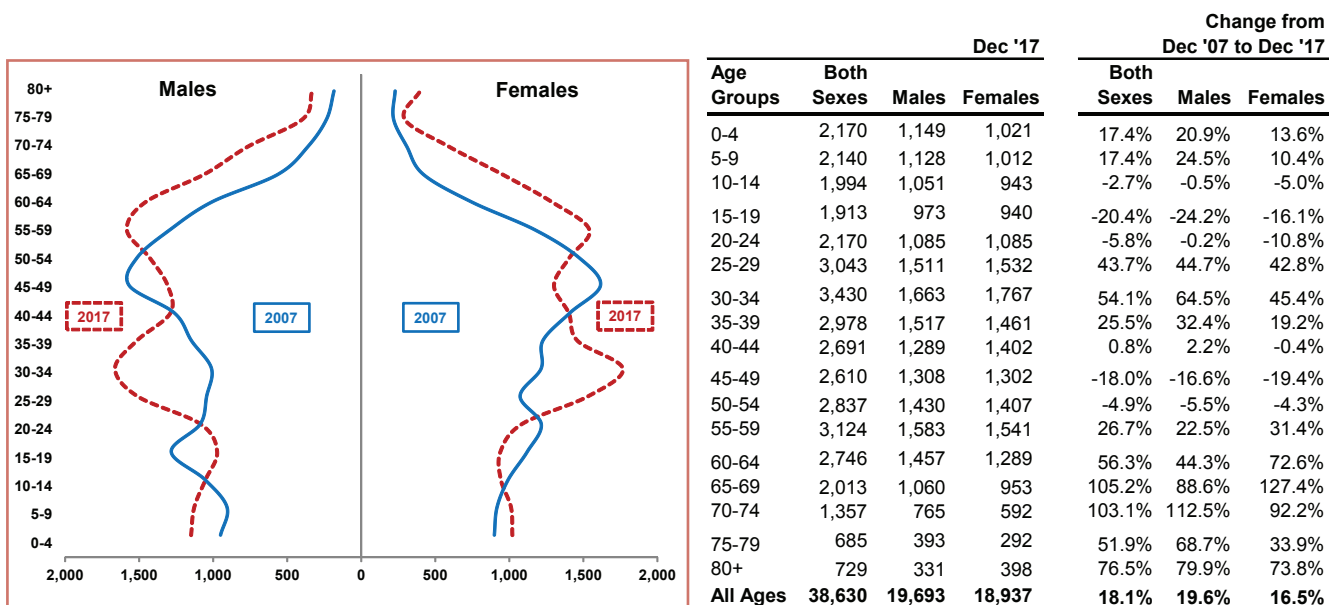 Males Females
80+
75-79
70-74
65-69
60-64
55-59
50-54
45-49
40-44
35-39
30-34
25-29
20-24
15-19
10-14
5-9
0-4
2017 2007 2007 2017
2,000 1,500 1,000 500 0 500 1,000 1,500 2,000
Change from
Dec '17 Dec '07 to Dec '17
Age Both Both
Groups Sexes Males Females Sexes Males Females
0-4 2,170 1,149 1,021 17.4% 20.9% 13.6%
5-9 2,140 1,128 1,012 17.4% 24.5% 10.4%
10-14 1,994 1,051 943 -2.7% -0.5% -5.0%
15-19 1,913 973 940 -20.4% -24.2% -16.1%
20-24 2,170 1,085 1,085 -5.8% -0.2% -10.8%
25-29 3,043 1,511 1,532 43.7% 44.7% 42.8%
30-34 3,430 1,663 1,767 54.1% 64.5% 45.4%
35-39 2,978 1,517 1,461 25.5% 32.4% 19.2%
40-44 2,691 1,289 1,402 0.8% 2.2% -0.4%
45-49 2,610 1,308 1,302 -18.0% -16.6% -19.4%
50-54 2,837 1,430 1,407 -4.9% -5.5% -4.3%
55-59 3,124 1,583 1,541 26.7% 22.5% 31.4%
60-64 2,746 1,457 1,289 56.3% 44.3% 72.6%
65-69 2,013 1,060 953 105.2% 88.6% 127.4%
70-74 1,357 765 592 103.1% 112.5% 92.2%
75-79 685 393 292 51.9% 68.7% 33.9%
80+ 729 331 398 76.5% 79.9% 73.8%
All Ages 38,630 19,693 18,937 18.1% 19.6% 16.5%